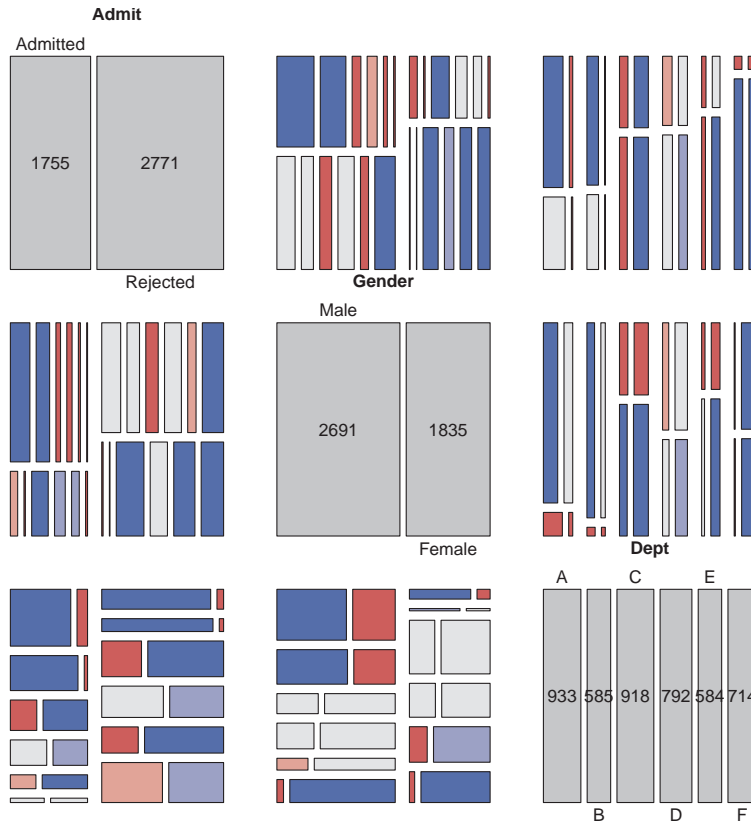 Admit
Admitted
1755
2771
Rejected
Gender
Male
2691
1835
Female
Dept
A
C
E
933
585
918
792
584
714
B
D
F